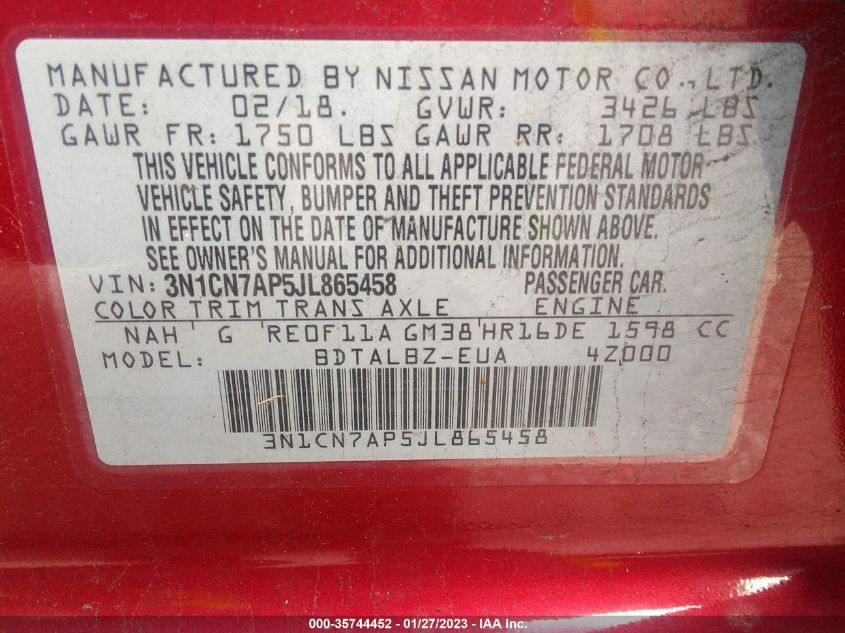 MANUFACTURED BY NISSAN MOTOR CO., LTD.
DATE: 02/18. GVWR: 3426 LBS
GAWR FR: 1750 LBS GAWR RR: 1708 LBS
THIS VEHICLE CONFORMS TO ALL APPLICABLE FEDERAL MOTOR
VEHICLE SAFETY, BUMPER AND THEFT PREVENTION STANDARDS
IN EFFECT ON THE DATE OF MANUFACTURE SHOWN ABOVE.
SEE OWNER'S MANUAL FOR ADDITIONAL INFORMATION.
VIN: 3N1CN7AP5JL865458 PASSENGER CAR.
COLOR TRIM TRANS AXLE ENGINE
NAH G RE0F11A GM38 HR16DE 1598 CC
MODEL: BDTALBZ-EUA 4Z000
3N1CN7AP5JL865458
000-35744452 - 01/27/2023 - IAA Inc.